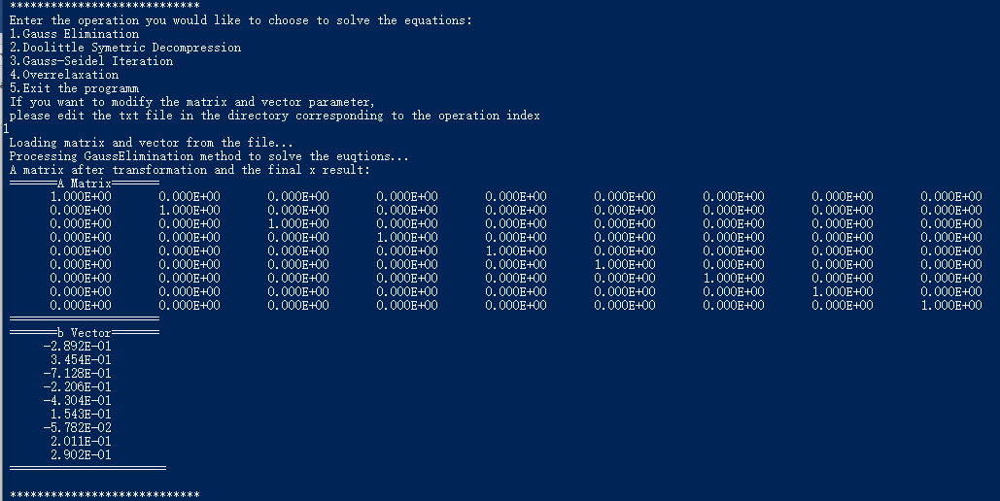 ****************************
Enter the operation you would like to choose to solve the equations:
1.Gauss Elimination
2.Doolittle Symetric Decompression
3.Gauss-Seidel Iteration
4.Overrelaxation
5.Exit the programm
If you want to modify the matrix and vector parameter,
please edit the txt file in the directory corresponding to the operation index
1
Loading matrix and vector from the file...
Processing GaussElimination method to solve the euqtions...
A matrix after transformation and the final x result:
=======A Matrix=======
1.000E+00 0.000E+00 0.000E+00 0.000E+00 0.000E+00 0.000E+00 0.000E+00 0.000E+00 0.000E+00
0.000E+00 1.000E+00 0.000E+00 0.000E+00 0.000E+00 0.000E+00 0.000E+00 0.000E+00 0.000E+00
0.000E+00 0.000E+00 1.000E+00 0.000E+00 0.000E+00 0.000E+00 0.000E+00 0.000E+00 0.000E+00
0.000E+00 0.000E+00 0.000E+00 1.000E+00 0.000E+00 0.000E+00 0.000E+00 0.000E+00 0.000E+00
0.000E+00 0.000E+00 0.000E+00 0.000E+00 1.000E+00 0.000E+00 0.000E+00 0.000E+00 0.000E+00
0.000E+00 0.000E+00 0.000E+00 0.000E+00 0.000E+00 1.000E+00 0.000E+00 0.000E+00 0.000E+00
0.000E+00 0.000E+00 0.000E+00 0.000E+00 0.000E+00 0.000E+00 1.000E+00 0.000E+00 0.000E+00
0.000E+00 0.000E+00 0.000E+00 0.000E+00 0.000E+00 0.000E+00 0.000E+00 1.000E+00 0.000E+00
0.000E+00 0.000E+00 0.000E+00 0.000E+00 0.000E+00 0.000E+00 0.000E+00 0.000E+00 1.000E+00
======================
=======b Vector=======
-2.892E-01
3.454E-01
-7.128E-01
-2.206E-01
-4.304E-01
1.543E-01
-5.782E-02
2.011E-01
2.902E-01
=======================
****************************